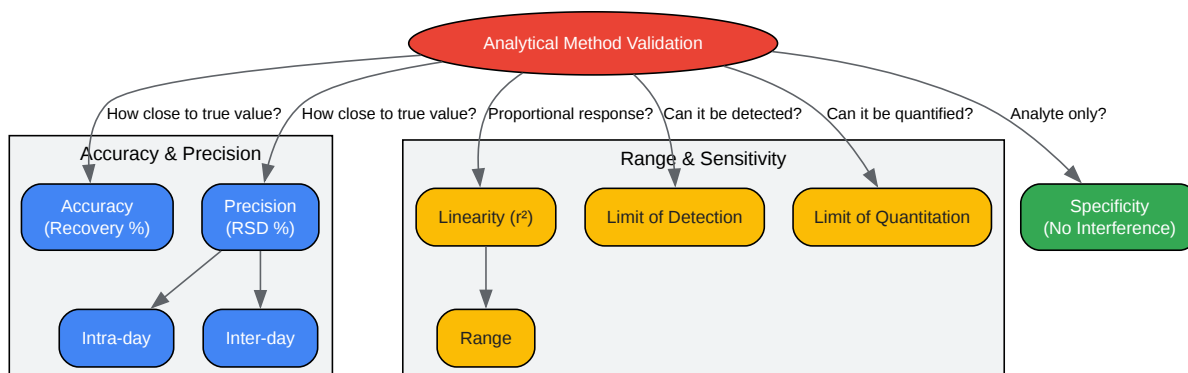 Analytical Method Validation
How close to true value?
How close to true value?
Proportional response?
Can it be detected?
Can it be quantified?
Analyte only?
Accuracy & Precision
Range & Sensitivity
Accuracy
(Recovery %)
Precision
(RSD %)
Linearity (r²)
Limit of Detection
Limit of Quantitation
Specificity
(No Interference)
Intra-day
Inter-day
Range